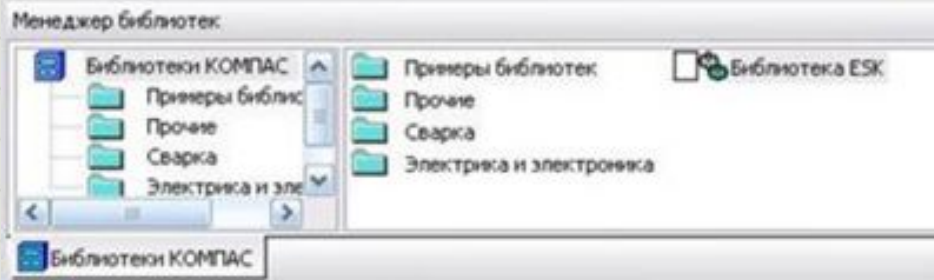 Менеджер библиотек
Библиотеки КОМПАС
Примеры библис
Прочие
Сварка
Электрика и эле
Примеры библиотек
Прочие
Сварка
Электрика и электроника
Библиотека ESK
Библиотеки КОМПАС